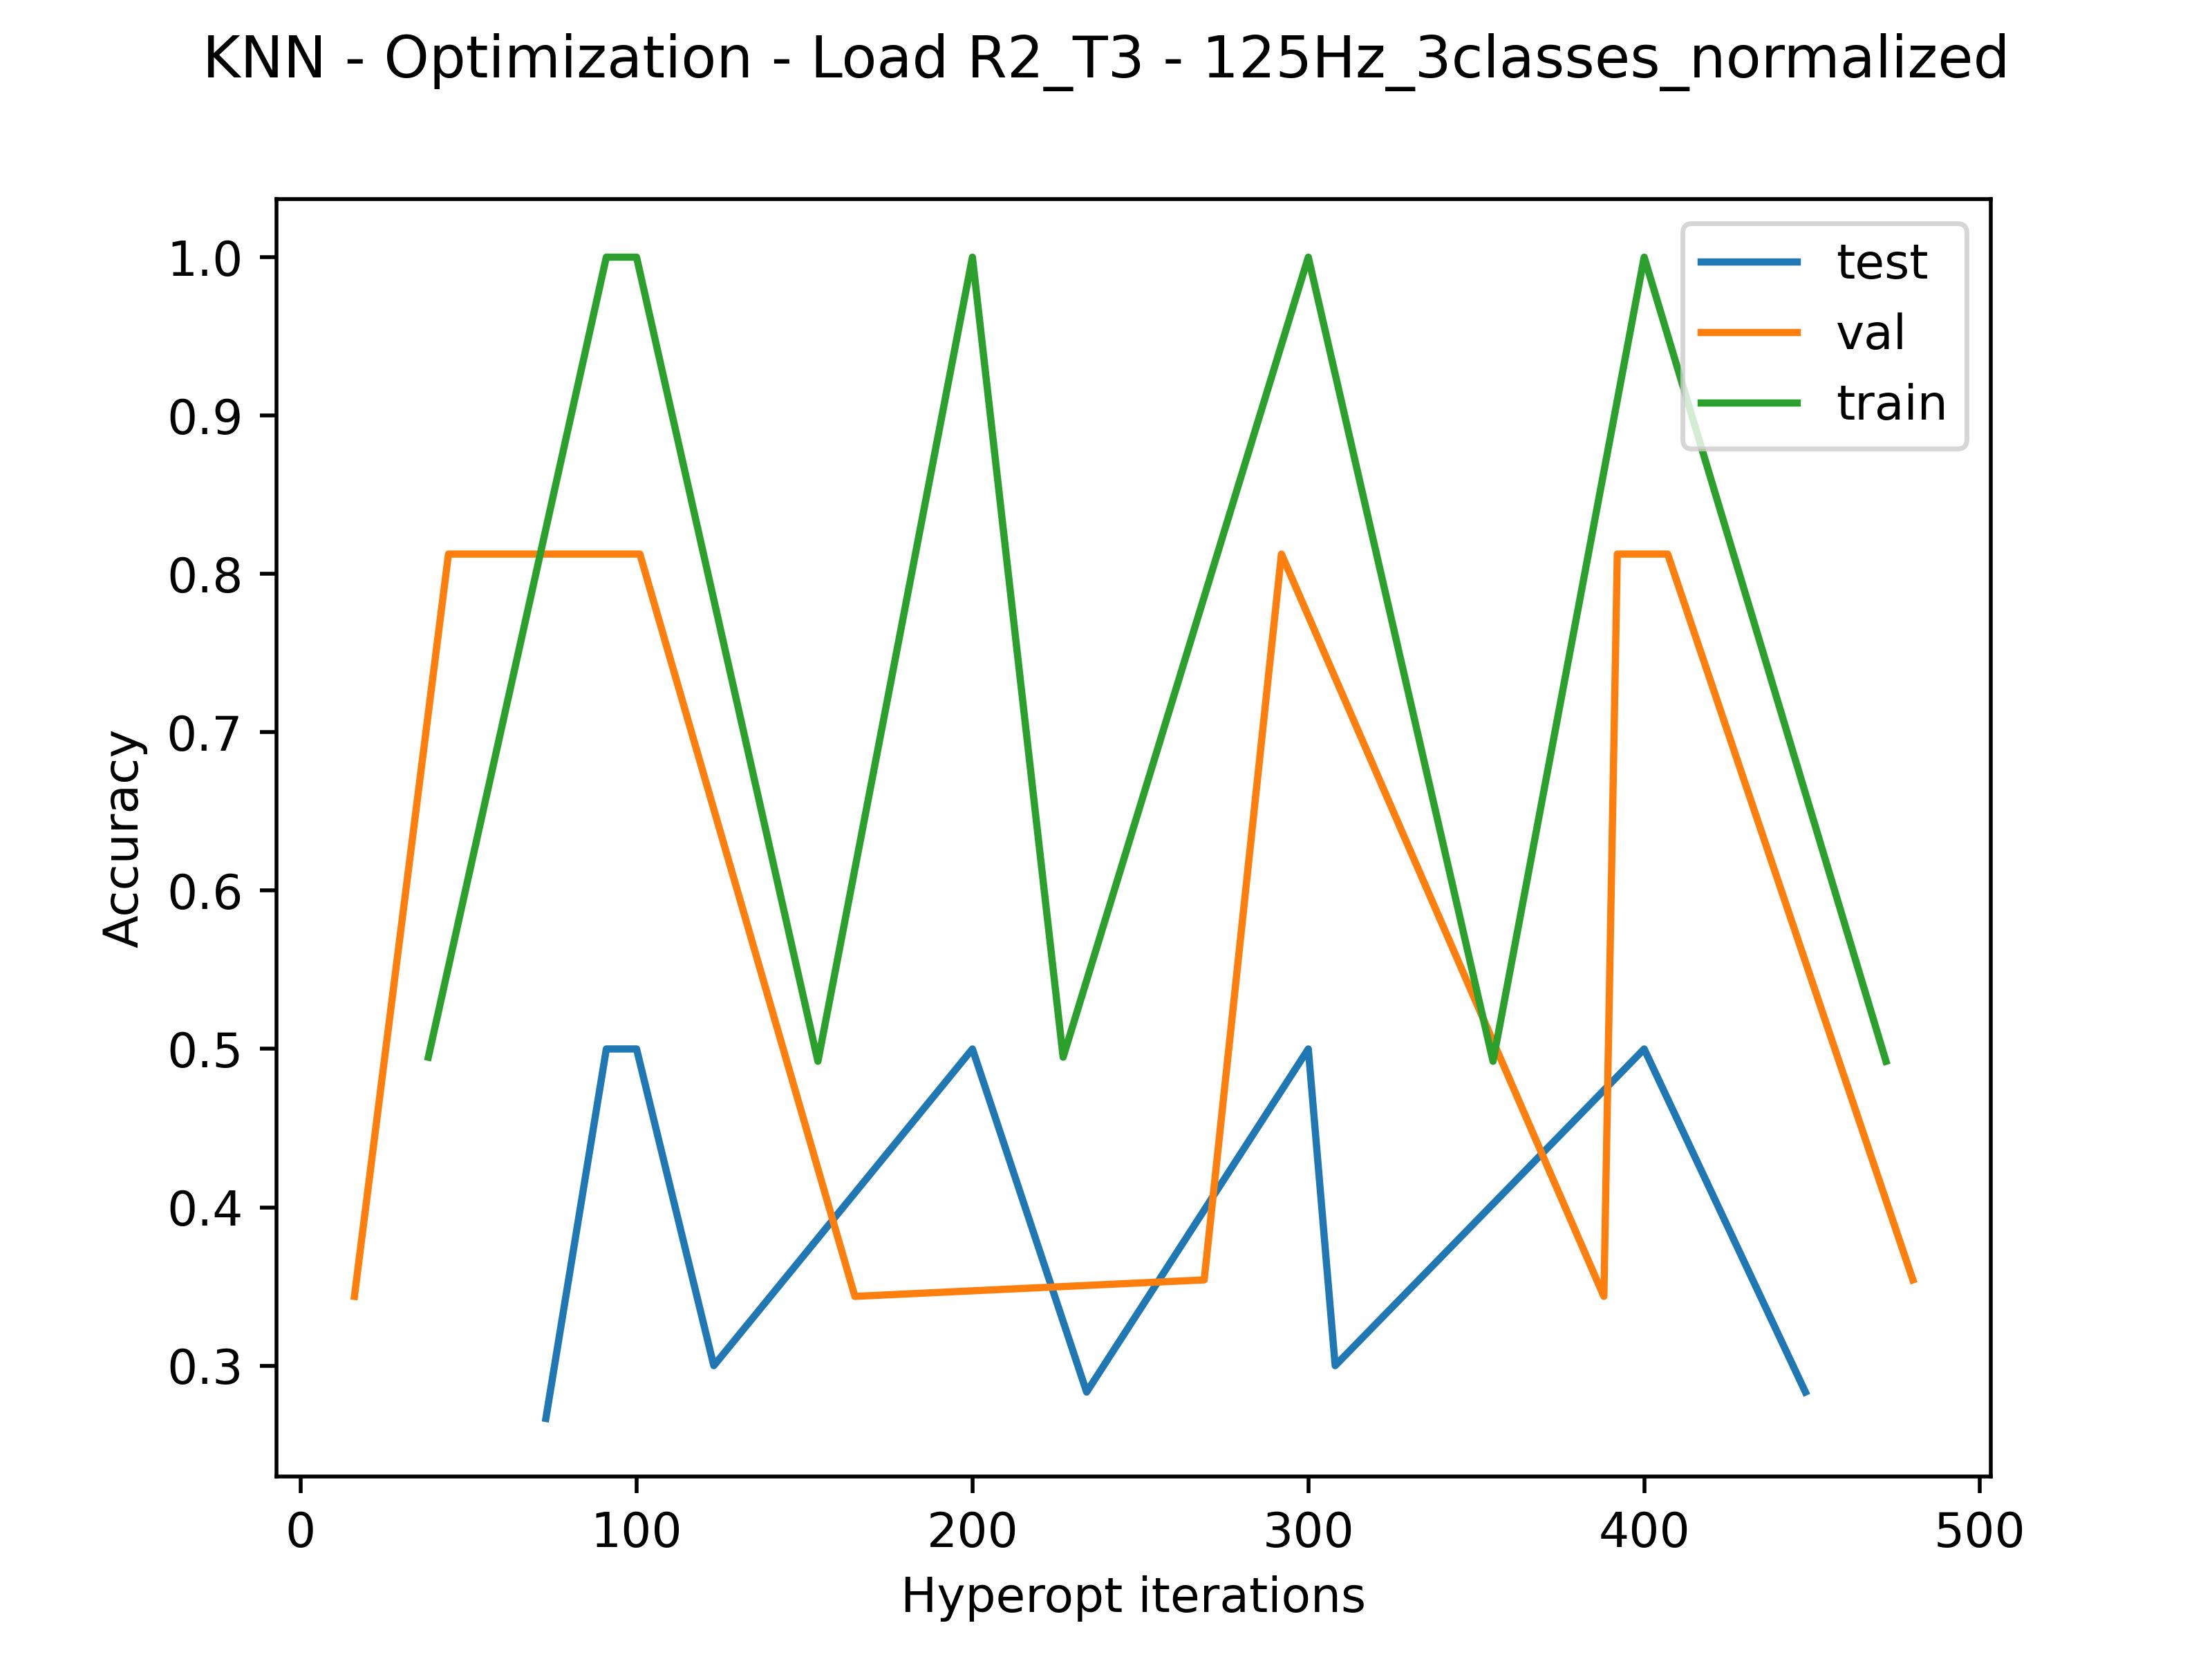 KNN - Optimization - Load R2_T3 - 125Hz_3classes_normalized
test
val
train
1.0
0.9
0.8
0.7
0.6
0.5
0.4
0.3
Accuracy
0 100 200 300 400 500
Hyperopt iterations